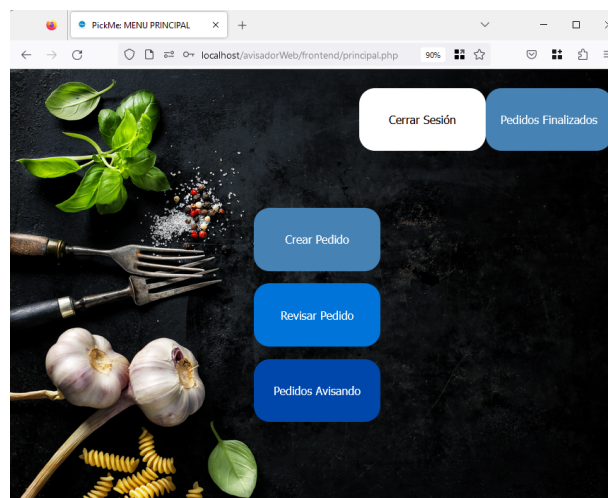 PickMe: MENU PRINCIPAL
localhost/avisadorWeb/frontend/principal.php
90%
Cerrar Sesión
Pedidos Finalizados
Crear Pedido
Revisar Pedido
Pedidos Avisando